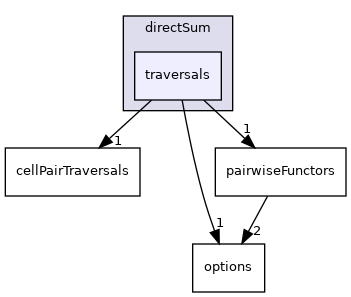 directSum
traversals
1
1
cellPairTraversals
pairwiseFunctors
1
2
options